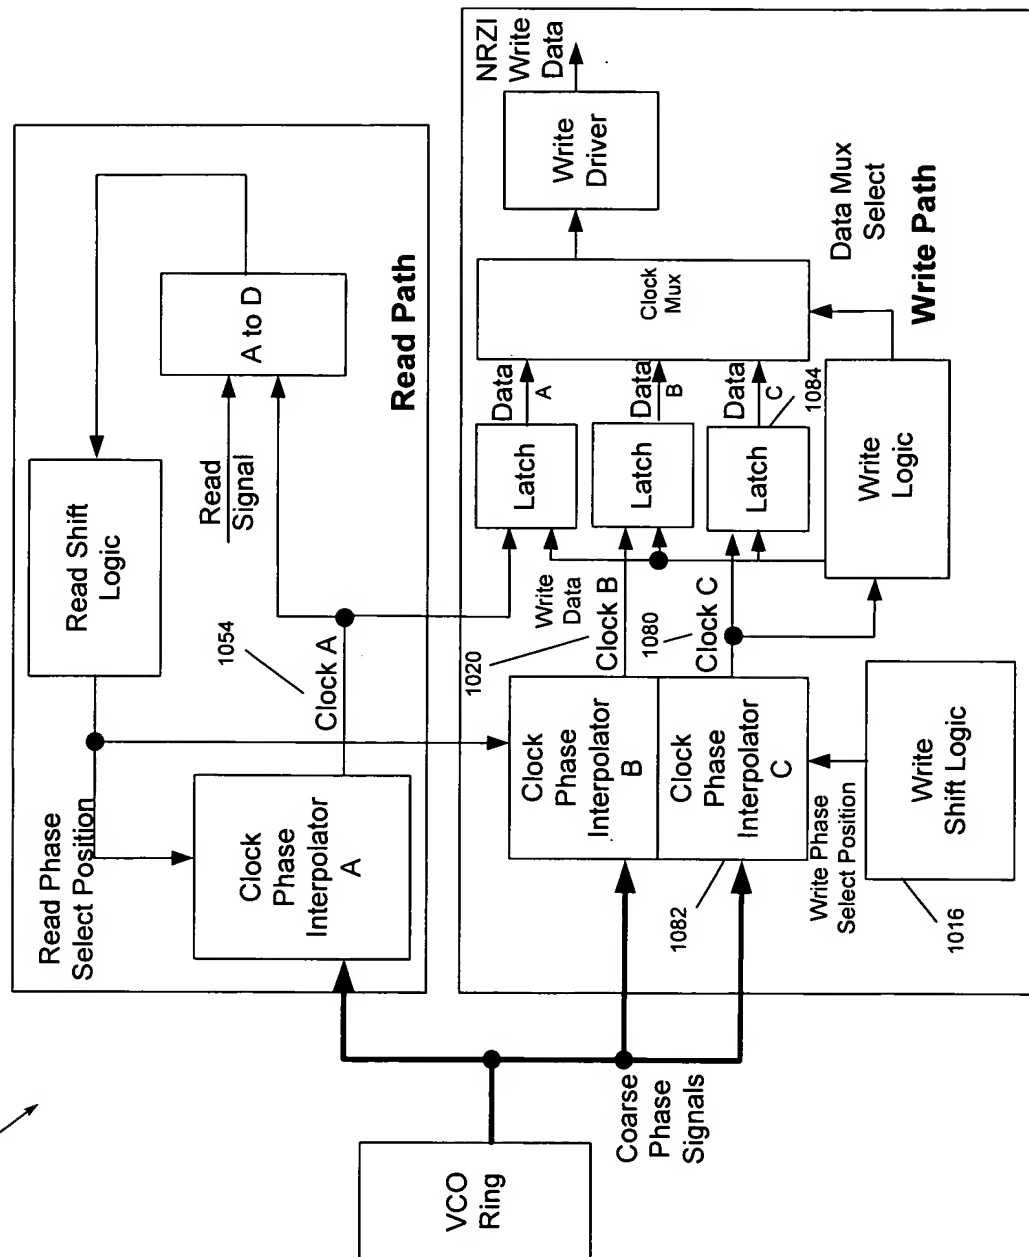 Read Phase
Select Position
Read Shift
Logic
1054
Clock A
Clock
Phase
Interpolator
A
Read
Signal
A to D
Read Path
VCO
Ring
Coarse
Phase
Signals
Clock
Phase
Interpolator
B
Clock
Phase
Interpolator
C
1082
Write Phase
Select Position
Write
Shift Logic
1016
1020
Clock B
1080
Clock C
Write
Data
Latch
Latch
Latch
Data
A
Data
B
Data
C
1084
Write
Logic
Clock
Mux
Data Mux
Select
Write
Driver
NRZI
Write
Data
Write Path